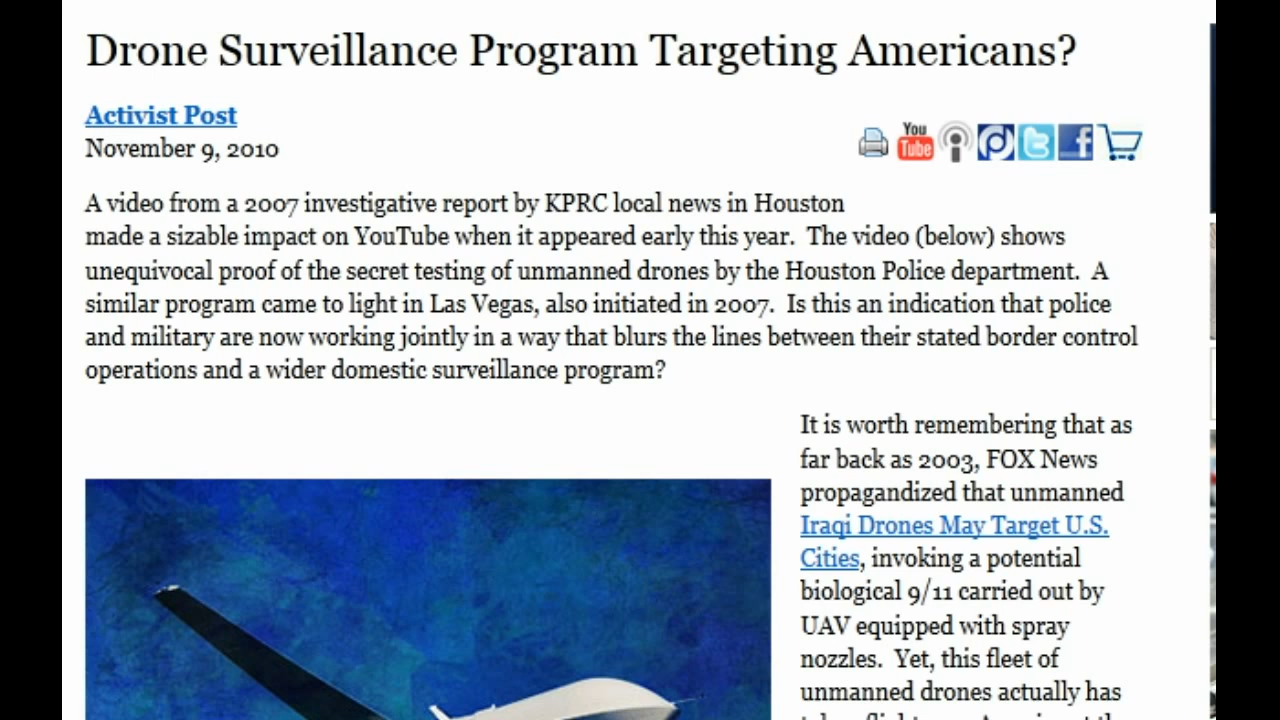 Drone Surveillance Program Targeting Americans?
Activist Post
November 9, 2010
You
Tube
A video from a 2007 investigative report by KPRC local news in Houston
made a sizable impact on YouTube when it appeared early this year.  The video (below) shows
unequivocal proof of the secret testing of unmanned drones by the Houston Police department.  A
similar program came to light in Las Vegas, also initiated in 2007.  Is this an indication that police
and military are now working jointly in a way that blurs the lines between their stated border control
operations and a wider domestic surveillance program?
It is worth remembering that as
far back as 2003, FOX News
propagandized that unmanned
Iraqi Drones May Target U.S.
Cities, invoking a potential
biological 9/11 carried out by
UAV equipped with spray
nozzles.  Yet, this fleet of
unmanned drones actually has